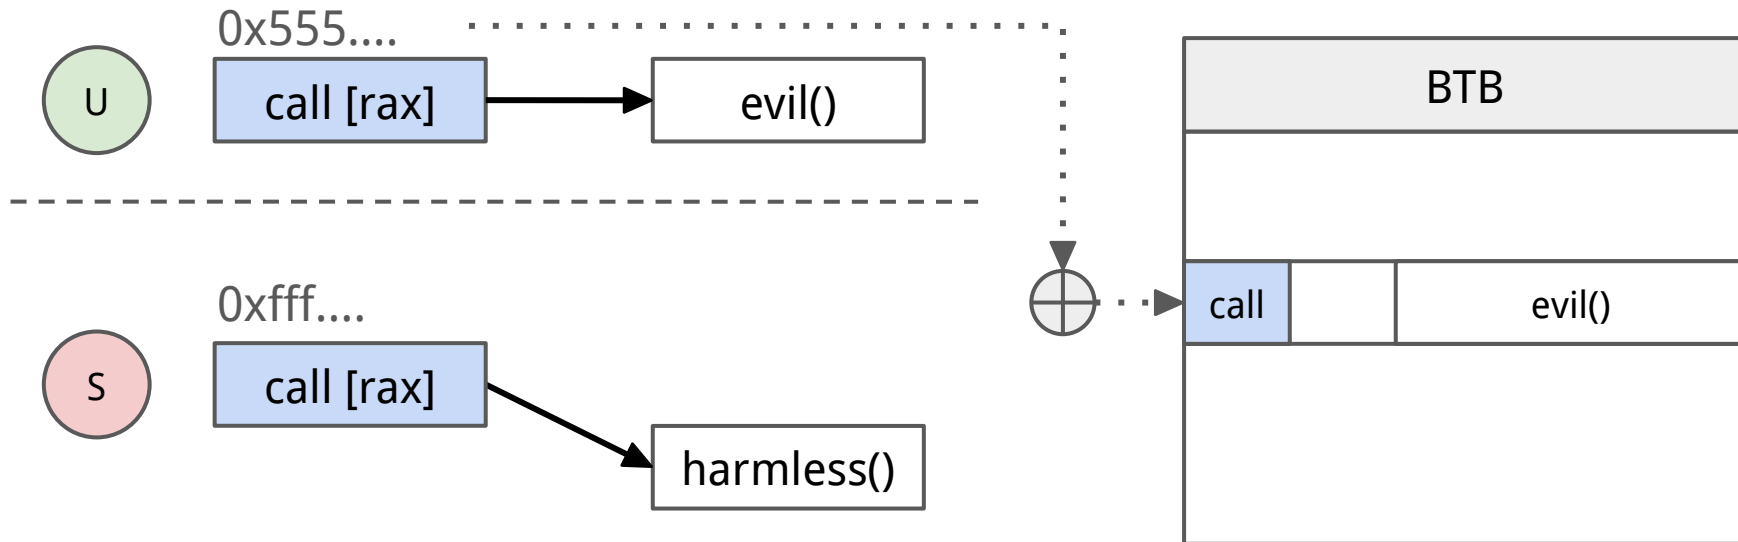 0x555....
U
call [rax]
evil()
BTB
call
evil()
0xfff....
S
call [rax]
harmless()